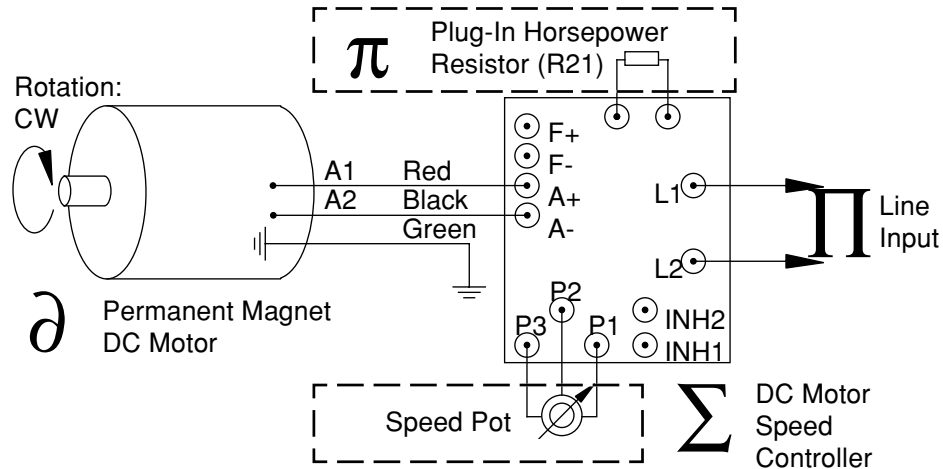 π
Plug-In Horsepower
Resistor (R21)
Rotation:
CW
F+
F-
A1
Red
A+
A2
Black
A-
Green
L1
L2
∏
Line
Input
∂
Permanent Magnet
DC Motor
P2
P3
P1
INH2
INH1
Speed Pot
∑
DC Motor
Speed
Controller